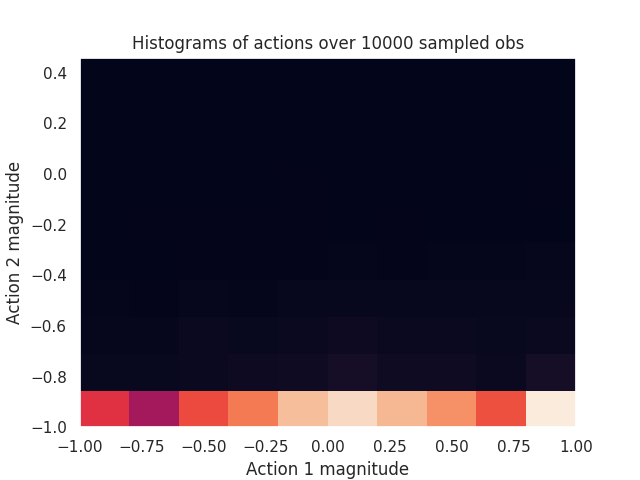 Histograms of actions over 10000 sampled obs
0.4
0.2
0.0
−0.2
−0.4
−0.6
−0.8
−1.0
Action 2 magnitude
−1.00 −0.75 −0.50 −0.25 0.00 0.25 0.50 0.75 1.00
Action 1 magnitude